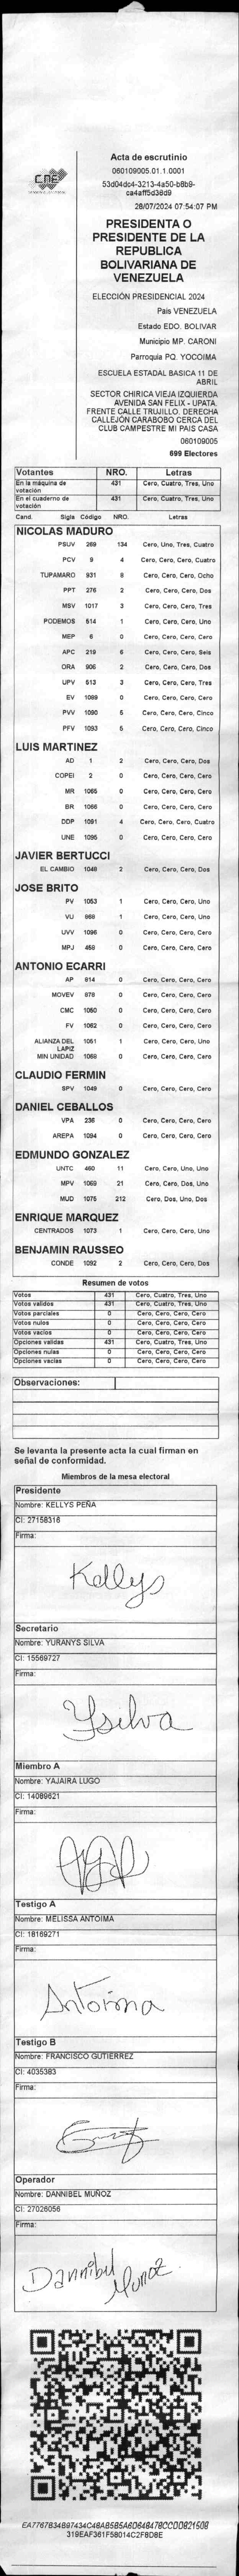 CNE
Acta de escrutinio
060109005.01.1.0001
53d04dc4-3213-4a50-b8b9-
ca4aff5d36d9
28/07/2024 07:54:07 PM
PRESIDENTA O
PRESIDENTE DE LA
REPUBLICA
BOLIVARIANA DE
VENEZUELA
ELECCIÓN PRESIDENCIAL 2024
Pais VENEZUELA
Estado EDO. BOLIVAR
Municipio MP. CARONI
Parroquia PQ. YOCOIMA
ESCUELA ESTADAL BASICA 11 DE
ABRIL
SECTOR CHIRICA VIEJA IZQUIERDA
AVENIDA SAN FELIX - UPATA.
FRENTE CALLE TRUJILLO. DERECHA
CALLEJÓN CARABOBO CERCA DEL
CLUB CAMPESTRE MI PAIS CASA
060109005
699 Electores
Votantes NRO. Letras
En la máquina de votación 431 Cero, Cuatro, Tres, Uno
En el cuaderno de votación 431 Cero, Cuatro, Tres, Uno
Cand. Sigla Código NRO. Letras
NICOLAS MADURO
PSUV 269 134 Cero, Uno, Tres, Cuatro
PCV 9 4 Cero, Cero, Cero, Cuatro
TUPAMARO 931 8 Cero, Cero, Cero, Ocho
PPT 276 2 Cero, Cero, Cero, Dos
MSV 1017 3 Cero, Cero, Cero, Tres
PODEMOS 514 1 Cero, Cero, Cero, Uno
MEP 6 0 Cero, Cero, Cero, Cero
APC 219 6 Cero, Cero, Cero, Seis
ORA 906 2 Cero, Cero, Cero, Dos
UPV 513 3 Cero, Cero, Cero, Tres
EV 1099 0 Cero, Cero, Cero, Cero
PVV 1090 5 Cero, Cero, Cero, Cinco
PFV 1093 5 Cero, Cero, Cero, Cinco
LUIS MARTINEZ
AD 1 2 Cero, Cero, Cero, Dos
COPEI 2 0 Cero, Cero, Cero, Cero
MR 1065 0 Cero, Cero, Cero, Cero
BR 1066 0 Cero, Cero, Cero, Cero
DDP 1091 4 Cero, Cero, Cero, Cuatro
UNE 1095 0 Cero, Cero, Cero, Cero
JAVIER BERTUCCI
EL CAMBIO 1048 2 Cero, Cero, Cero, Dos
JOSE BRITO
PV 1053 1 Cero, Cero, Cero, Uno
VU 868 1 Cero, Cero, Cero, Uno
UVV 1096 0 Cero, Cero, Cero, Cero
MPJ 458 0 Cero, Cero, Cero, Cero
ANTONIO ECARRI
AP 814 0 Cero, Cero, Cero, Cero
MOVEV 878 0 Cero, Cero, Cero, Cero
CMC 1050 0 Cero, Cero, Cero, Cero
FV 1062 0 Cero, Cero, Cero, Cero
ALIANZA DEL LAPIZ 1051 1 Cero, Cero, Cero, Uno
MIN UNIDAD 1068 0 Cero, Cero, Cero, Cero
CLAUDIO FERMIN
SPV 1049 0 Cero, Cero, Cero, Cero
DANIEL CEBALLOS
VPA 236 0 Cero, Cero, Cero, Cero
AREPA 1094 0 Cero, Cero, Cero, Cero
EDMUNDO GONZALEZ
UNTC 460 11 Cero, Cero, Uno, Uno
MPV 1069 21 Cero, Cero, Dos, Uno
MUD 1075 212 Cero, Dos, Uno, Dos
ENRIQUE MARQUEZ
CENTRADOS 1073 1 Cero, Cero, Cero, Uno
BENJAMIN RAUSSEO
CONDE 1092 2 Cero, Cero, Cero, Dos
Resumen de votos
Votos 431 Cero, Cuatro, Tres, Uno
Votos validos 431 Cero, Cuatro, Tres, Uno
Votos parciales 0 Cero, Cero, Cero, Cero
Votos nulos 0 Cero, Cero, Cero, Cero
Votos vacios 0 Cero, Cero, Cero, Cero
Opciones validas 431 Cero, Cuatro, Tres, Uno
Opciones nulas 0 Cero, Cero, Cero, Cero
Opciones vacias 0 Cero, Cero, Cero, Cero
Observaciones:
Se levanta la presente acta la cual firman en
señal de conformidad.
Miembros de la mesa electoral
Presidente
Nombre: KELLYS PEÑA
CI: 27158316
Firma:
Kellys
Secretario
Nombre: YURANYS SILVA
CI: 15569727
Firma:
Ysilva
Miembro A
Nombre: YAJAIRA LUGO
CI: 14089621
Firma:
Testigo A
Nombre: MELISSA ANTOIMA
CI: 18169271
Firma:
Antoima
Testigo B
Nombre: FRANCISCO GUTIERREZ
CI: 4035383
Firma:
Operador
Nombre: DANNIBEL MUÑOZ
CI: 27026056
Firma:
Dannibel Muñoz
EA7767B34B97434C48AB5B5A6D64847BCCDD821508
319EAF361F58014C2F8D8E